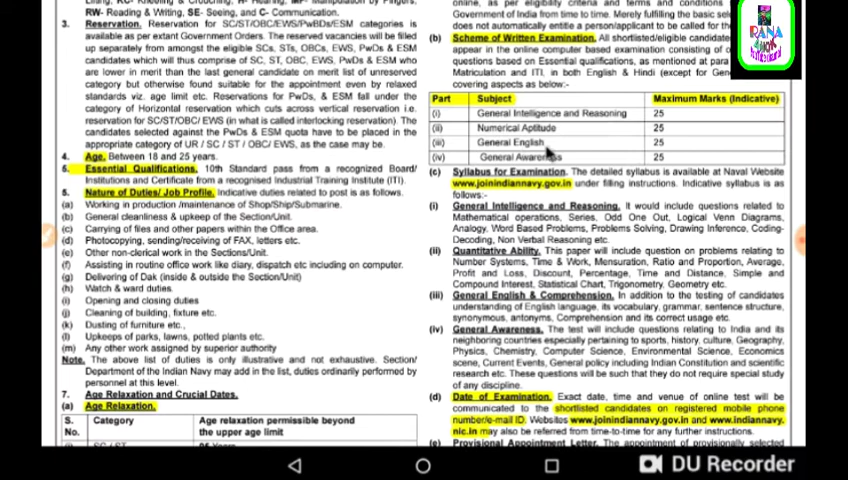 RW- Reading & Writing, SE- Seeing, and C- Communication.
3. Reservation. Reservation for SC/ST/OBC/EWS/PwBDs/ESM categories is
available as per extant Government Orders. The reserved vacancies will be filled
up separately from amongst the eligible SCs, STs, OBCs, EWS, PwDs & ESM
candidates which will thus comprise of SC, ST, OBC, EWS, PwDs & ESM who
are lower in merit than the last general candidate on merit list of unreserved
category but otherwise found suitable for the appointment even by relaxed
standards viz. age limit etc. Reservations for PwDs, & ESM fall under the
category of Horizontal reservation which cuts across vertical reservation i.e.
reservation for SC/ST/OBC/ EWS (in what is called interlocking reservation). The
candidates selected against the PwDs & ESM quota have to be placed in the
appropriate category of UR / SC / ST / OBC/ EWS, as the case may be.
4. Age. Between 18 and 25 years.
5. Essential Qualifications. 10th Standard pass from a recognized Board/
Institutions and Certificate from a recognised Industrial Training Institute (ITI).
6. Nature of Duties/ Job Profile. Indicative duties related to post is as follows.
(a) Working in production /maintenance of Shop/Ship/Submarine.
(b) General cleanliness & upkeep of the Section/Unit.
(c) Carrying of files and other papers within the Office area.
(d) Photocopying, sending/receiving of FAX, letters etc.
(e) Other non-clerical work in the Sections/Unit.
(f) Assisting in routine office work like diary, dispatch etc including on computer.
(g) Delivering of Dak (inside & outside the Section/Unit)
(h) Watch & ward duties.
(i) Opening and closing duties
(j) Cleaning of building, fixture etc.
(k) Dusting of furniture etc.,
(l) Upkeeps of parks, lawns, potted plants etc.
(m) Any other work assigned by superior authority
Note. The above list of duties is only illustrative and not exhaustive. Section/
Department of the Indian Navy may add in the list, duties ordinarily performed by
personnel at this level.
7. Age Relaxation and Crucial Dates.
(a) Age Relaxation.
S. No. Category Age relaxation permissible beyond the upper age limit
online, as per eligibility criteria and terms and conditions
Government of India from time to time. Merely fulfilling the basic
does not automatically entitle a person/applicant to be called for
(b) Scheme of Written Examination. All shortlisted/eligible
appear in the online computer based examination consisting of
questions based on Essential qualifications, as mentioned at para
Matriculation and ITI, in both English & Hindi (except for
covering aspects as below:-
Part Subject Maximum Marks (Indicative)
(i) General Intelligence and Reasoning 25
(ii) Numerical Aptitude 25
(iii) General English 25
(iv) General Awareness 25
(c) Syllabus for Examination. The detailed syllabus is available at Naval Website
www.joinindiannavy.gov.in under filling instructions. Indicative syllabus is as
follows:-
(i) General Intelligence and Reasoning. It would include questions related to
Mathematical operations, Series, Odd One Out, Logical Venn Diagrams,
Analogy, Word Based Problems, Problems Solving, Drawing Inference, Coding-
Decoding, Non Verbal Reasoning etc.
(ii) Quantitative Ability. This paper will include question on problems relating to
Number Systems, Time & Work, Mensuration, Ratio and Proportion, Average,
Profit and Loss, Discount, Percentage, Time and Distance, Simple and
Compound Interest, Statistical Chart, Trigonometry, Geometry etc.
(iii) General English & Comprehension. In addition to the testing of candidates
understanding of English language, its vocabulary, grammar, sentence structure,
synonymous, antonyms, Comprehension and its correct usage etc.
(iv) General Awareness. The test will include questions relating to India and its
neighboring countries especially pertaining to sports, history, culture, Geography,
Physics, Chemistry, Computer Science, Environmental Science, Economics
scene, Current Events, General policy including Indian Constitution and scientific
research etc. These questions will be such that they do not require special study
of any discipline.
(d) Date of Examination. Exact date, time and venue of online test will be
communicated to the shortlisted candidates on registered mobile phone
number/e-mail ID. Websites www.joinindiannavy.gov.in and www.indiannavy.
nic.in may also be referred from time-to-time for any further instructions.
(e) Provisional Appointment Letter. The appointment of provisionally selected
RANA
DU Recorder